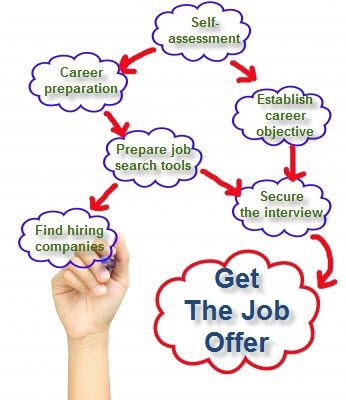 Self-
assessment
Career
preparation
Establish
career
objective
Prepare job
search tools
Secure
the interview
Find hiring
companies
Get
The Job
Offer